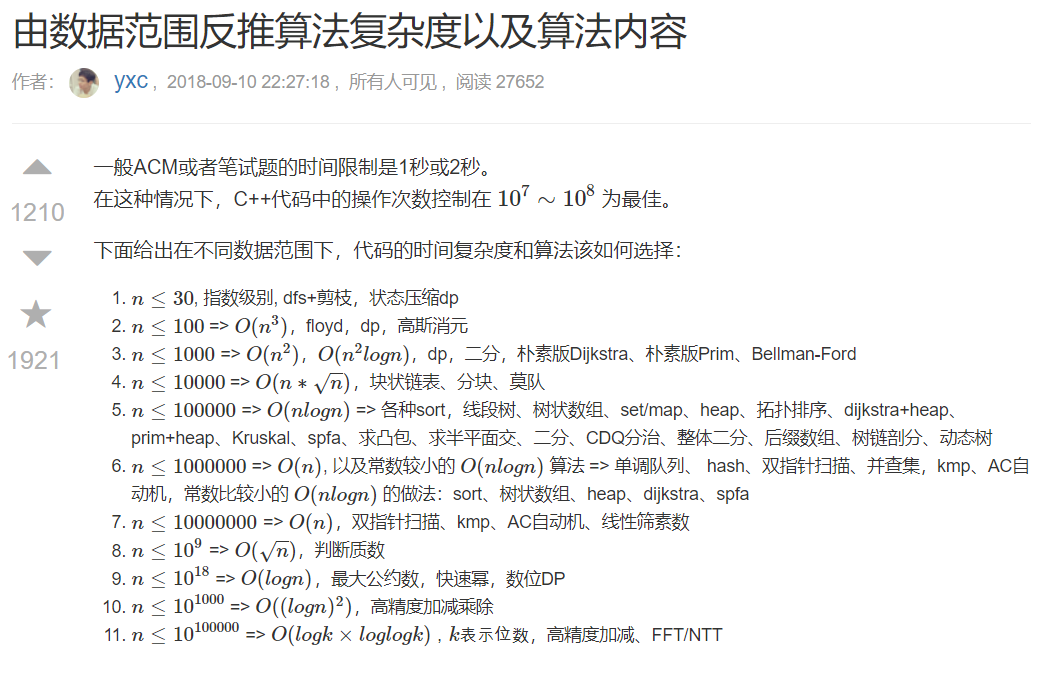 由数据范围反推算法复杂度以及算法内容
作者： yxc， 2018-09-10 22:27:18， 所有人可见， 阅读 27652
一般ACM或者笔试题的时间限制是1秒或2秒。
1210
在这种情况下，C++代码中的操作次数控制在 10^7 ∼ 10^8 为最佳。
下面给出在不同数据范围下，代码的时间复杂度和算法该如何选择：
1921
1. n ≤ 30, 指数级别, dfs+剪枝，状态压缩dp
2. n ≤ 100 => O(n^3)，floyd，dp，高斯消元
3. n ≤ 1000 => O(n^2)，O(n^2logn)，dp，二分，朴素版Dijkstra、朴素版Prim、Bellman-Ford
4. n ≤ 10000 => O(n ∗ √n)，块状链表、分块、莫队
5. n ≤ 100000 => O(nlogn) => 各种sort，线段树、树状数组、set/map、heap、拓扑排序、dijkstra+heap、
prim+heap、Kruskal、spfa、求凸包、求半平面交、二分、CDQ分治、整体二分、后缀数组、树链剖分、动态树
6. n ≤ 1000000 => O(n), 以及常数较小的 O(nlogn) 算法 => 单调队列、 hash、双指针扫描、并查集，kmp、AC自
动机，常数比较小的 O(nlogn) 的做法：sort、树状数组、heap、dijkstra、spfa
7. n ≤ 10000000 => O(n)，双指针扫描、kmp、AC自动机、线性筛素数
8. n ≤ 10^9 => O(√n)，判断质数
9. n ≤ 10^18 => O(logn)，最大公约数，快速幂，数位DP
10. n ≤ 10^1000 => O((logn)^2)，高精度加减乘除
11. n ≤ 10^100000 => O(logk × loglogk)，k表示位数，高精度加减、FFT/NTT